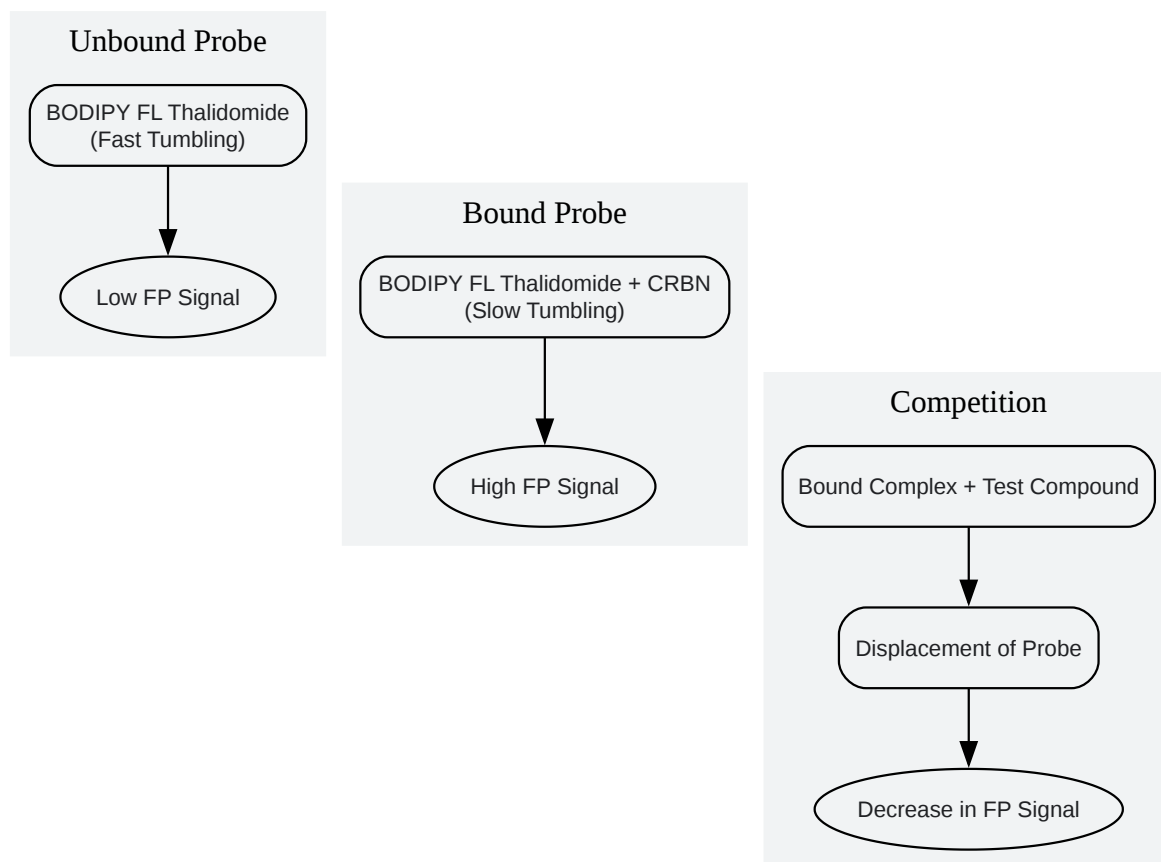 Unbound Probe
BODIPY FL Thalidomide
(Fast Tumbling)
Low FP Signal
Bound Probe
BODIPY FL Thalidomide + CRBN
(Slow Tumbling)
High FP Signal
Competition
Bound Complex + Test Compound
Displacement of Probe
Decrease in FP Signal